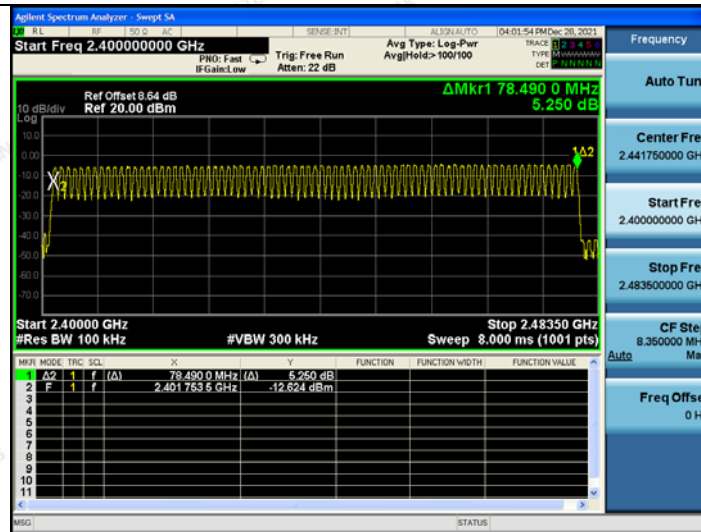 Agilent Spectrum Analyzer - Swept SA
RL RF 50 Ω AC SENSE:INT ALIGN AUTO 04:01:54 PM Dec 28, 2021
Start Freq 2.400000000 GHz
PNO: Fast
IFGain:Low
Trig: Free Run
Atten: 22 dB
Avg Type: Log-Pwr
Avg|Hold:>100/100
TRACE 1 2 3 4 5 6
TYPE M WWWWW
DET P N N N N N
Ref Offset 8.64 dB
Ref 20.00 dBm
ΔMkr1 78.490 0 MHz
5.250 dB
10 dB/div
Log
10.0
0.00
-10.0
-20.0
-30.0
-40.0
-50.0
-60.0
-70.0
1Δ2
2
Start 2.40000 GHz
Stop 2.48350 GHz
#Res BW 100 kHz
#VBW 300 kHz
Sweep 8.000 ms (1001 pts)
MKR MODE TRC SCL X Y FUNCTION FUNCTION WIDTH FUNCTION VALUE
1 Δ2 1 f (Δ) 78.490 0 MHz (Δ) 5.250 dB
2 F 1 f 2.401 753 5 GHz -12.624 dBm
3
4
5
6
7
8
9
10
11
MSG
STATUS
Frequency
Auto Tun
Center Fre
2.441750000 GH
Start Fre
2.400000000 GH
Stop Fre
2.483500000 GH
CF Ste
8.350000 MH
Auto Ma
Freq Offse
0 H